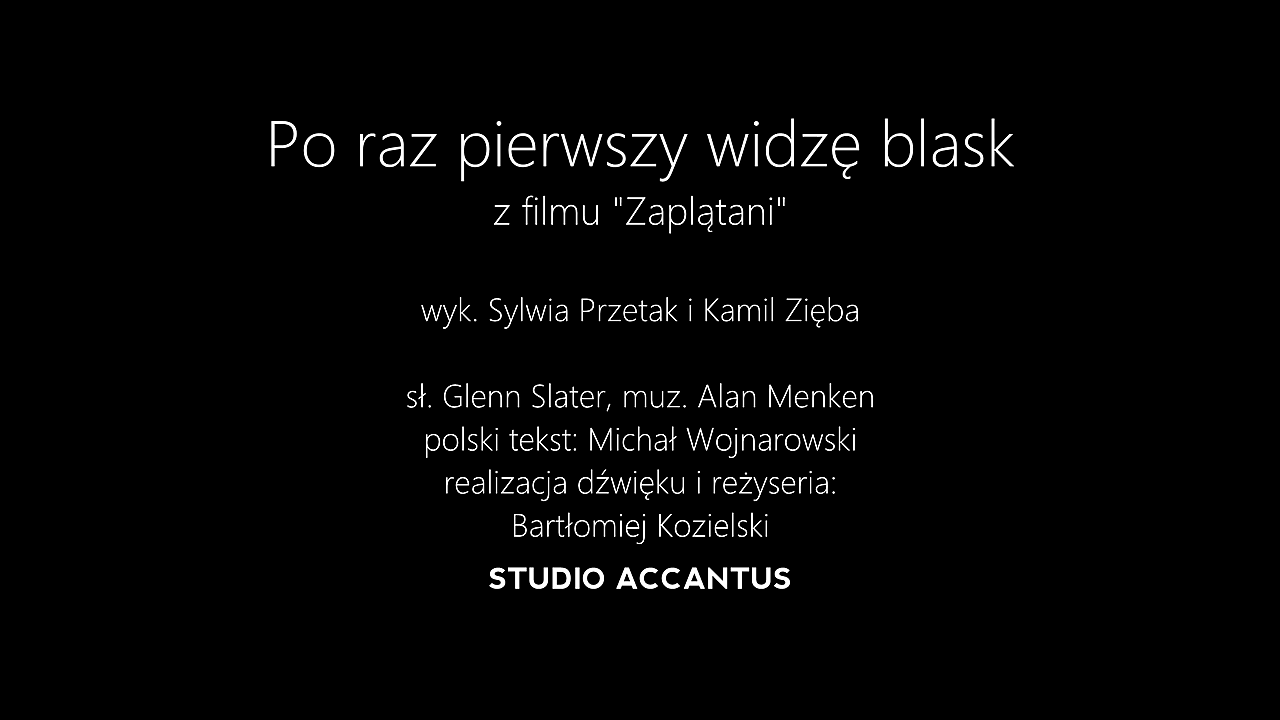 Po raz pierwszy widzę blask
z filmu "Zaplątani"
wyk. Sylwia Przetak i Kamil Zięba
sł. Glenn Slater, muz. Alan Menken
polski tekst: Michał Wojnarowski
realizacja dźwięku i reżyseria:
Bartłomiej Kozielski
STUDIO ACCANTUS